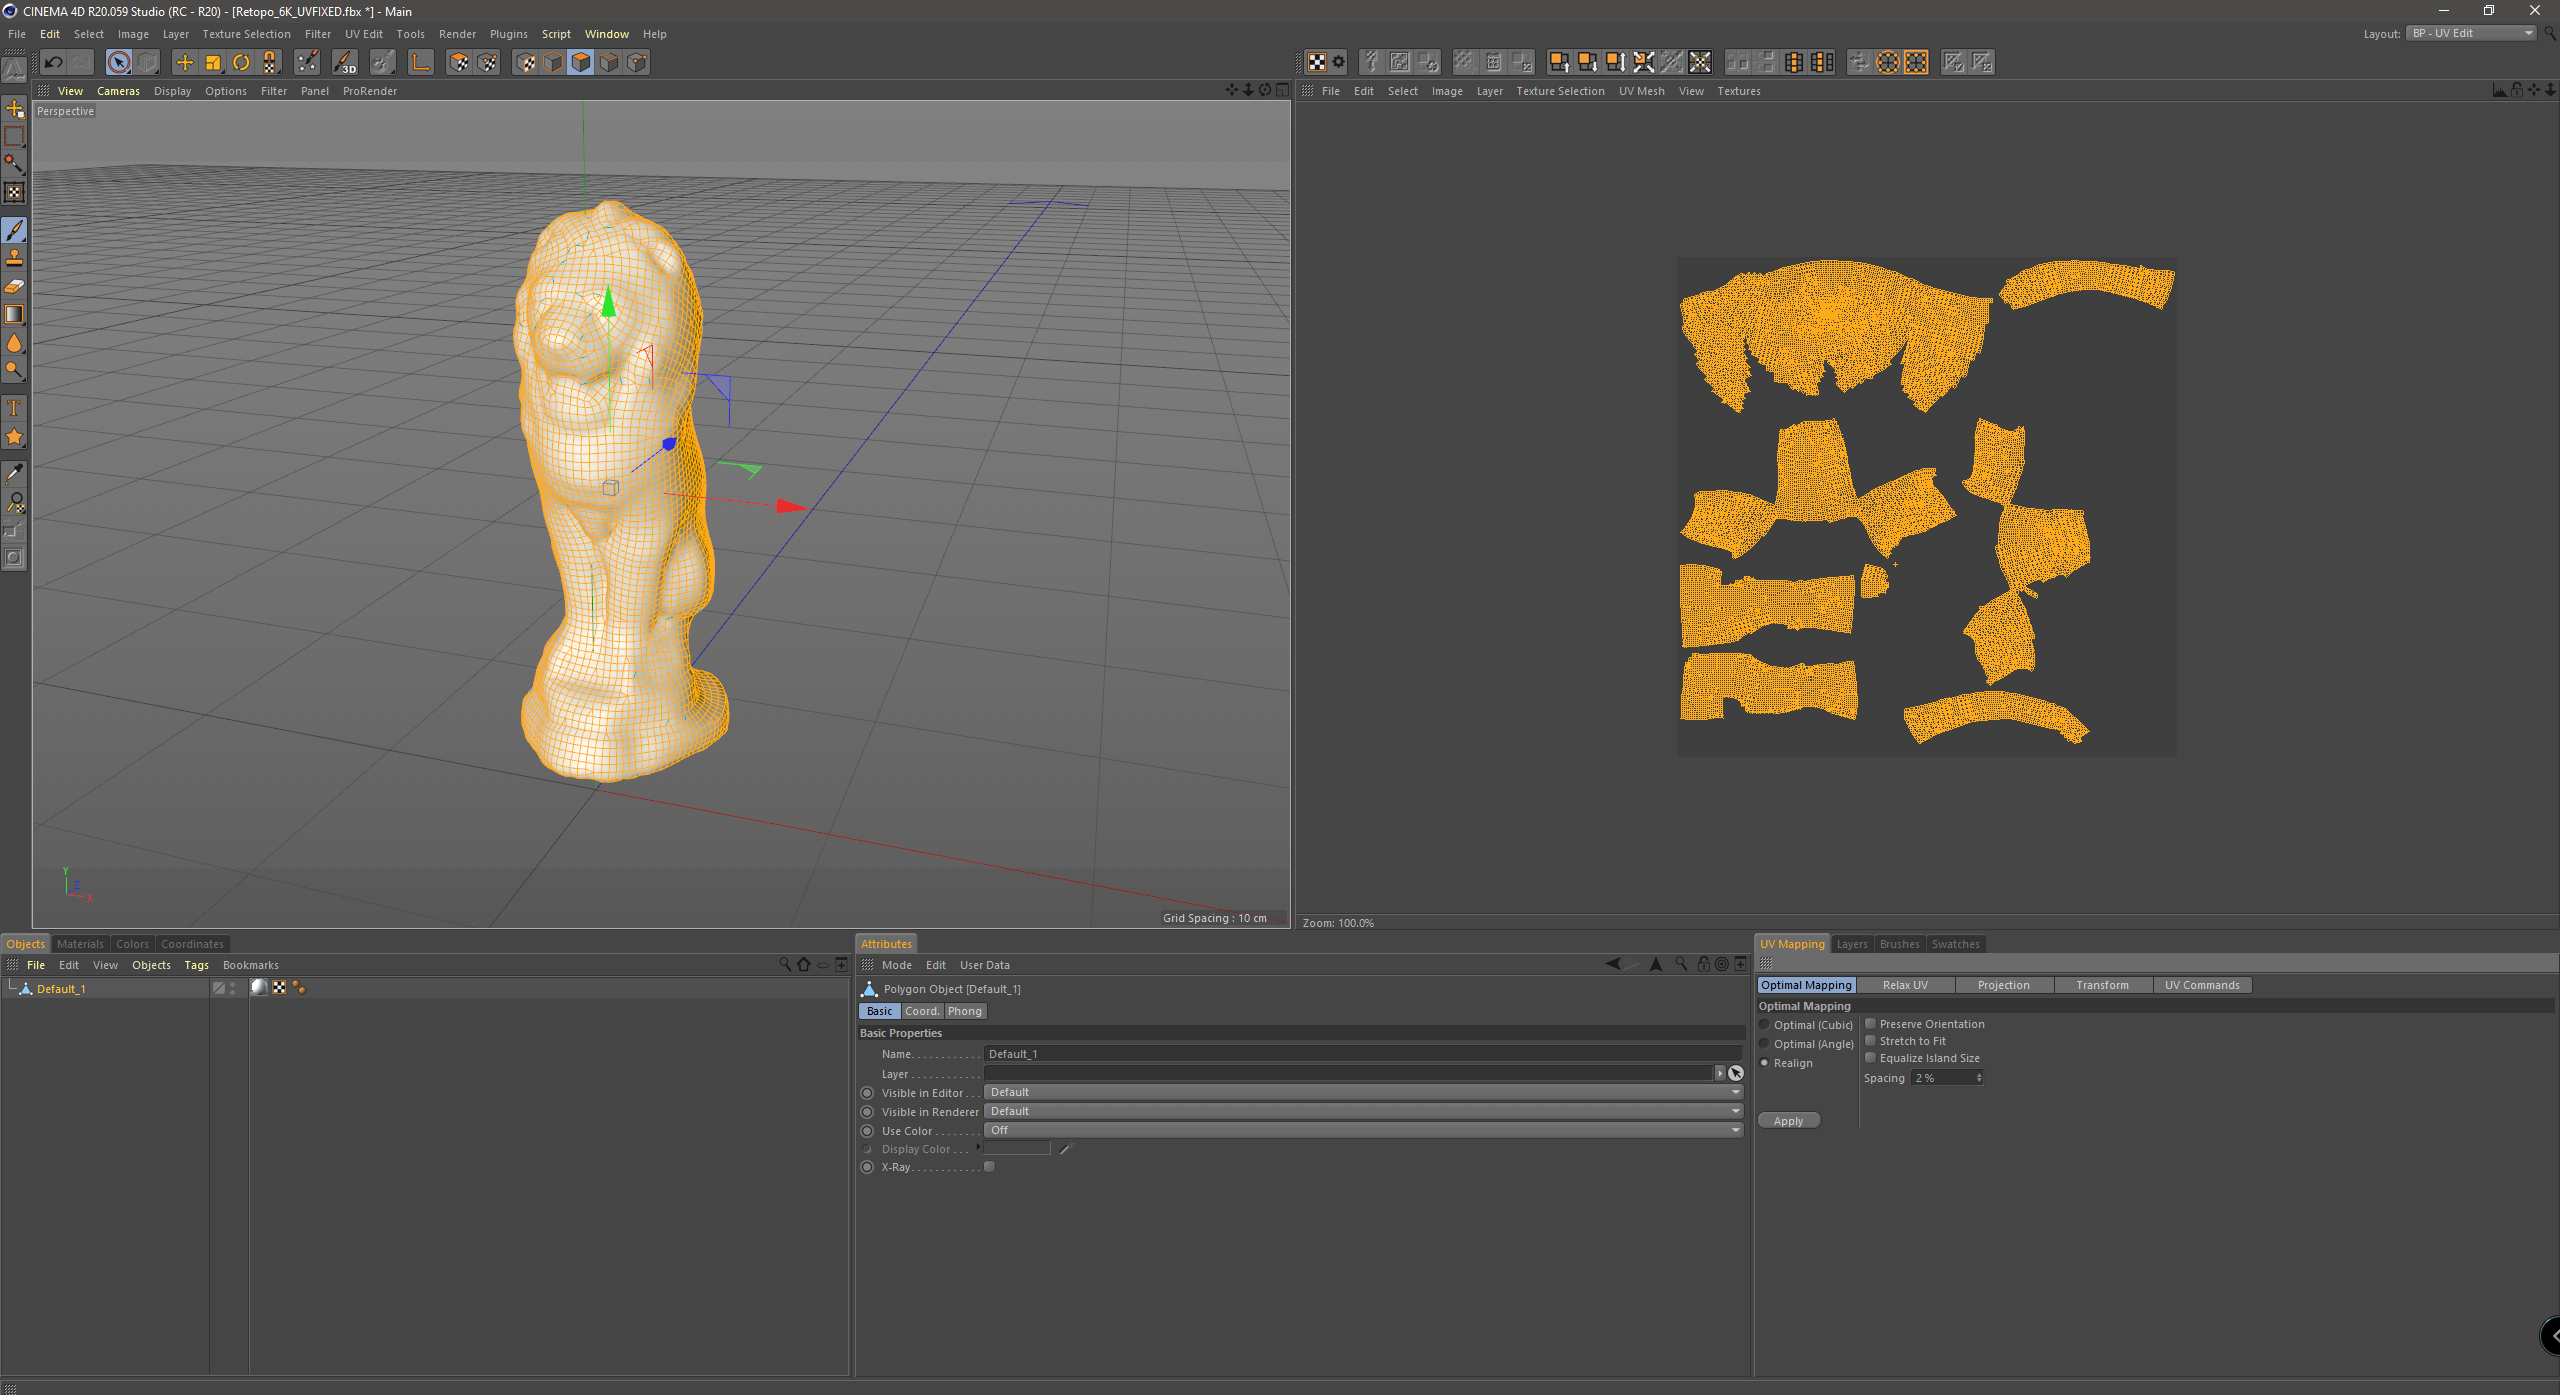 CINEMA 4D R20.059 Studio (RC - R20) - [Retopo_6K_UVFIXED.fbx *] - Main
File Edit Select Image Layer Texture Selection Filter UV Edit Tools Render Plugins Script Window Help
Layout: BP - UV Edit
3D
View Cameras Display Options Filter Panel ProRender
File Edit Select Image Layer Texture Selection UV Mesh View Textures
Perspective
T
Y
Z
X
Grid Spacing : 10 cm
Zoom: 100.0%
Objects Materials Colors Coordinates
Attributes
UV Mapping Layers Brushes Swatches
File Edit View Objects Tags Bookmarks
Mode Edit User Data
Default_1
Polygon Object [Default_1]
Optimal Mapping Relax UV Projection Transform UV Commands
Basic Coord. Phong
Optimal Mapping
Basic Properties
Optimal (Cubic) Preserve Orientation
Optimal (Angle) Stretch to Fit
Realign Equalize Island Size
Spacing 2 %
Apply
Name. . . . . . . . . . . . Default_1
Layer . . . . . . . . . . . .
Visible in Editor . . . Default
Visible in Renderer Default
Use Color . . . . . . . . Off
Display Color . . .
X-Ray. . . . . . . . . . . .